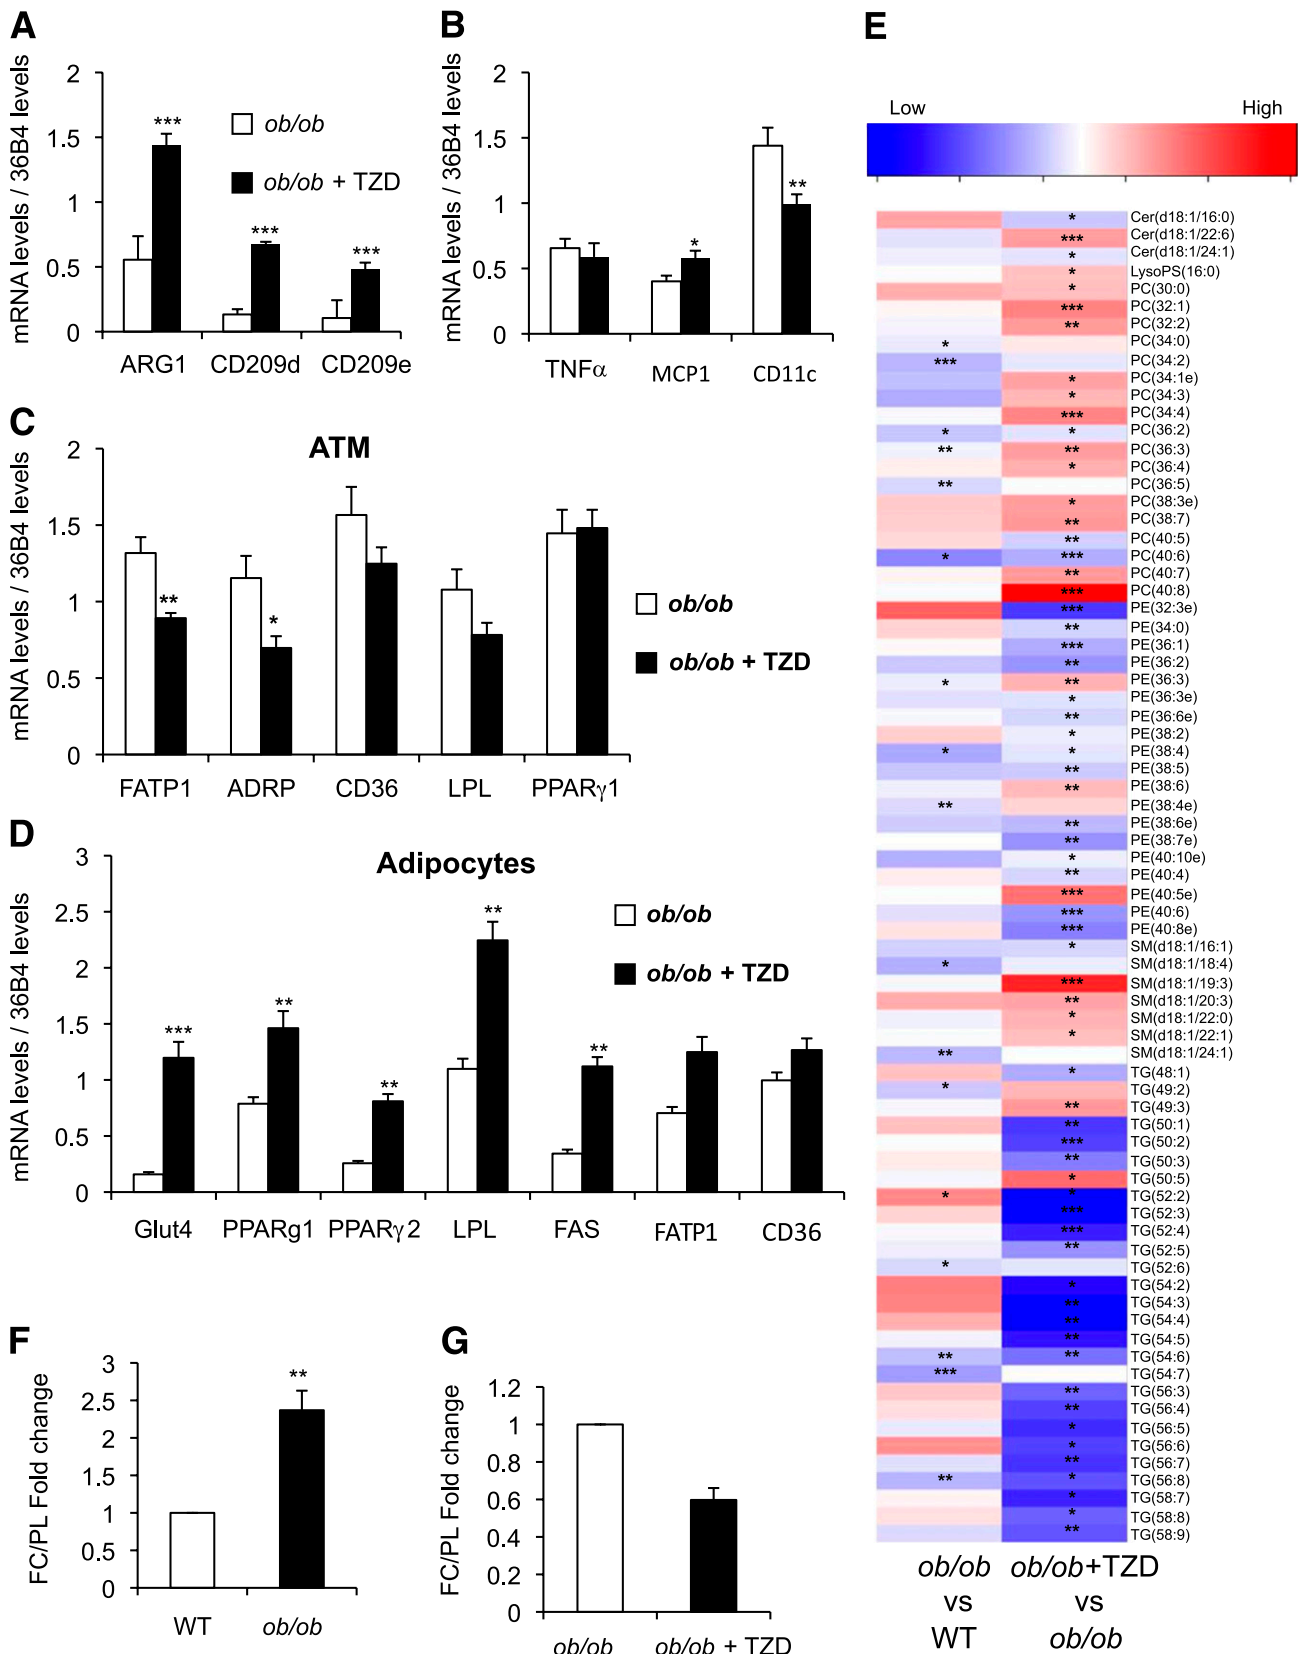 A
mRNA levels / 36B4 levels
2
1.5
1
0.5
0
***
***
***
ob/ob
ob/ob + TZD
ARG1 CD209d CD209e
B
mRNA levels / 36B4 levels
2
1.5
1
0.5
0
*
**
TNFα MCP1 CD11c
C
ATM
mRNA levels / 36B4 levels
2
1.5
1
0.5
0
**
*
ob/ob
ob/ob + TZD
FATP1 ADRP CD36 LPL PPARγ1
D
Adipocytes
mRNA levels / 36B4 levels
3
2.5
2
1.5
1
0.5
0
***
**
**
**
**
ob/ob
ob/ob + TZD
Glut4 PPARg1 PPARγ2 LPL FAS FATP1 CD36
E
Low High
* Cer(d18:1/16:0)
*** Cer(d18:1/22:6)
* Cer(d18:1/24:1)
* LysoPS(16:0)
* PC(30:0)
*** PC(32:1)
** PC(32:2)
* PC(34:0)
*** PC(34:2)
* PC(34:1e)
* PC(34:3)
*** PC(34:4)
* * PC(36:2)
** ** PC(36:3)
* PC(36:4)
** PC(36:5)
* PC(38:3e)
** PC(38:7)
** PC(40:5)
* *** PC(40:6)
** PC(40:7)
*** PC(40:8)
*** PE(32:3e)
** PE(34:0)
*** PE(36:1)
** PE(36:2)
* ** PE(36:3)
* PE(36:3e)
** PE(36:6e)
* PE(38:2)
* * PE(38:4)
** PE(38:5)
** PE(38:6)
** PE(38:4e)
** PE(38:6e)
** PE(38:7e)
* PE(40:10e)
** PE(40:4)
*** PE(40:5e)
*** PE(40:6)
*** PE(40:8e)
* SM(d18:1/16:1)
* SM(d18:1/18:4)
*** SM(d18:1/19:3)
** SM(d18:1/20:3)
* SM(d18:1/22:0)
* SM(d18:1/22:1)
** SM(d18:1/24:1)
* TG(48:1)
* TG(49:2)
** TG(49:3)
** TG(50:1)
*** TG(50:2)
** TG(50:3)
* TG(50:5)
* * TG(52:2)
*** TG(52:3)
*** TG(52:4)
** TG(52:5)
* TG(52:6)
* TG(54:2)
** TG(54:3)
** TG(54:4)
** TG(54:5)
** ** TG(54:6)
*** TG(54:7)
** TG(56:3)
** TG(56:4)
* TG(56:5)
* TG(56:6)
** TG(56:7)
** * TG(56:8)
* TG(58:7)
* TG(58:8)
** TG(58:9)
ob/ob
vs
WT
ob/ob+TZD
vs
ob/ob
F
FC/PL Fold change
3
2.5
2
1.5
1
0.5
0
**
WT ob/ob
G
FC/PL Fold change
1.2
1
0.8
0.6
0.4
0.2
0
ob/ob ob/ob + TZD